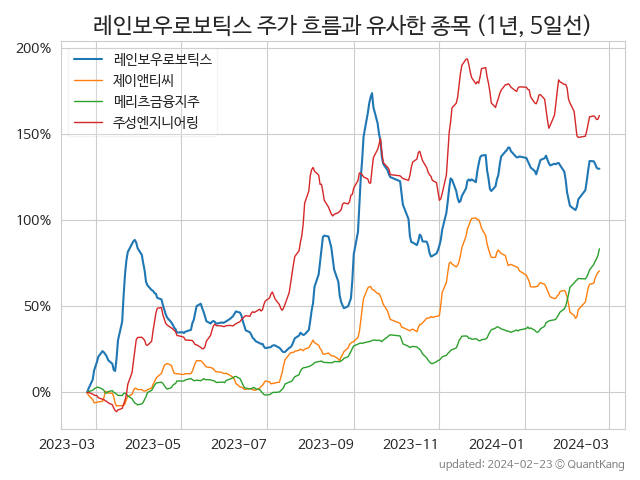 레인보우로보틱스 주가 흐름과 유사한 종목 (1년, 5일선)
200%
150%
100%
50%
0%
레인보우로보틱스
제이앤티씨
메리츠금융지주
주성엔지니어링
2023-03 2023-05 2023-07 2023-09 2023-11 2024-01 2024-03
updated: 2024-02-23 © QuantKang